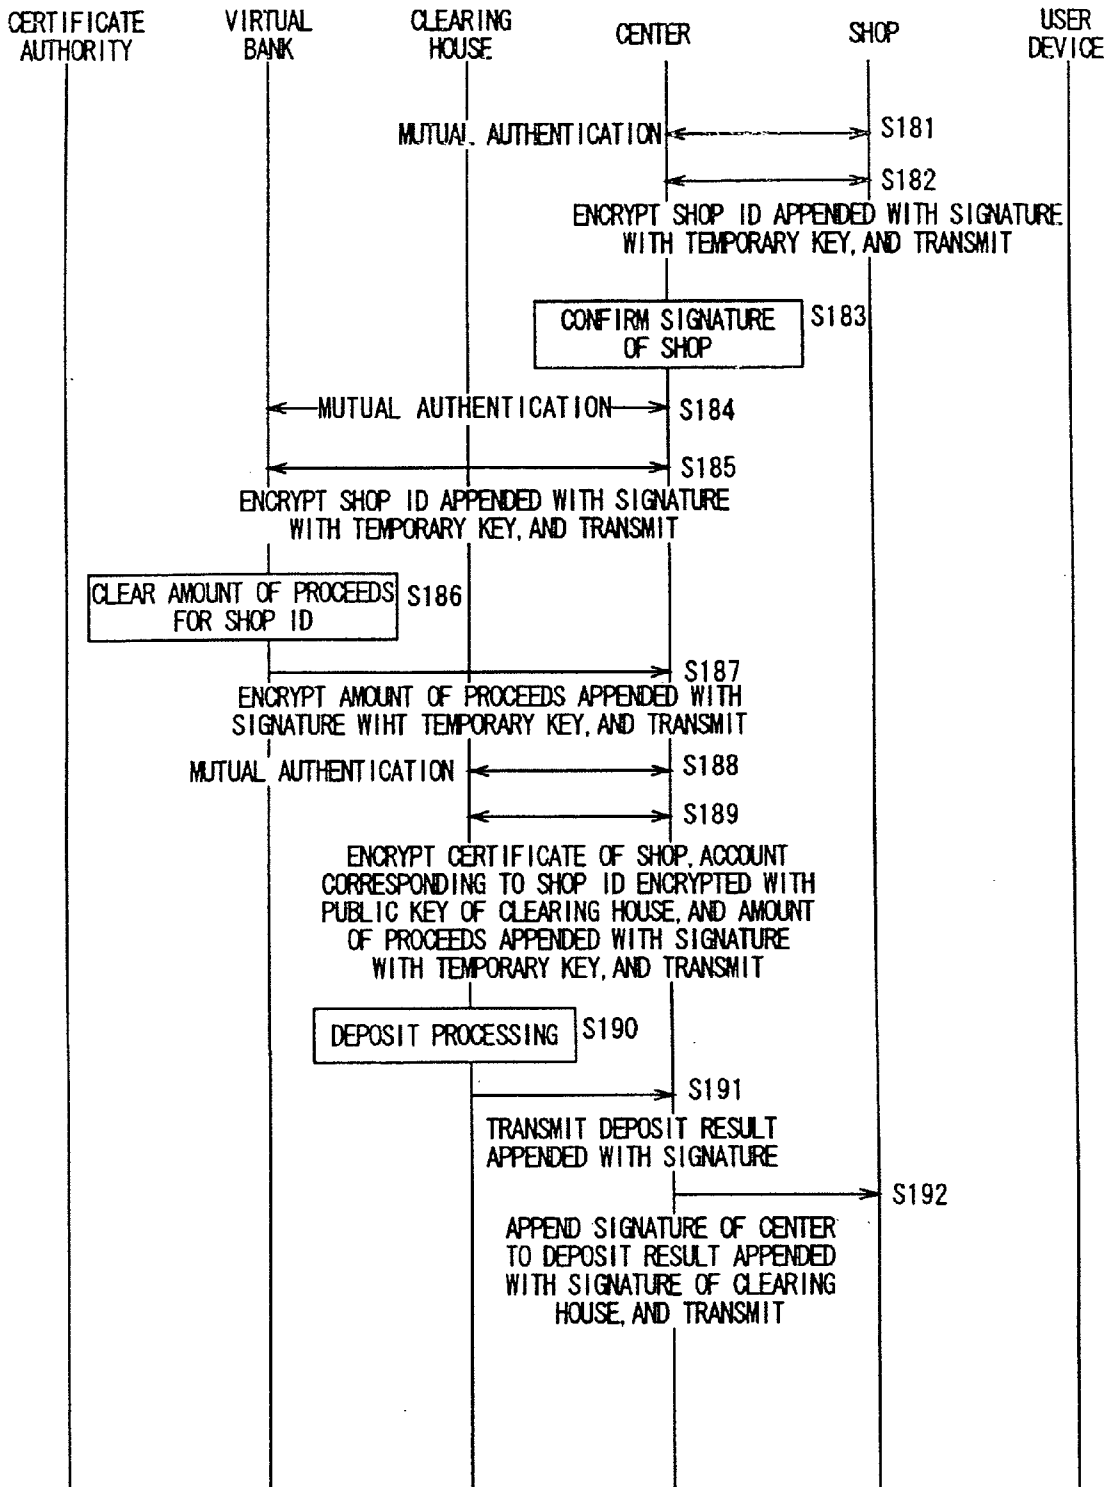 CERTIFICATE
AUTHORITY
VIRTUAL
BANK
CLEARING
HOUSE
CENTER
SHOP
USER
DEVICE
MUTUAL AUTHENTICATION
S181
S182
ENCRYPT SHOP ID APPENDED WITH SIGNATURE
WITH TEMPORARY KEY, AND TRANSMIT
CONFIRM SIGNATURE
OF SHOP
S183
MUTUAL AUTHENTICATION
S184
S185
ENCRYPT SHOP ID APPENDED WITH SIGNATURE
WITH TEMPORARY KEY, AND TRANSMIT
CLEAR AMOUNT OF PROCEEDS
FOR SHOP ID
S186
S187
ENCRYPT AMOUNT OF PROCEEDS APPENDED WITH
SIGNATURE WIHT TEMPORARY KEY, AND TRANSMIT
MUTUAL AUTHENTICATION
S188
S189
ENCRYPT CERTIFICATE OF SHOP, ACCOUNT
CORRESPONDING TO SHOP ID ENCRYPTED WITH
PUBLIC KEY OF CLEARING HOUSE, AND AMOUNT
OF PROCEEDS APPENDED WITH SIGNATURE
WITH TEMPORARY KEY, AND TRANSMIT
DEPOSIT PROCESSING
S190
S191
TRANSMIT DEPOSIT RESULT
APPENDED WITH SIGNATURE
S192
APPEND SIGNATURE OF CENTER
TO DEPOSIT RESULT APPENDED
WITH SIGNATURE OF CLEARING
HOUSE, AND TRANSMIT